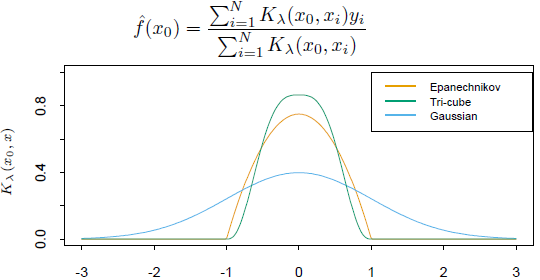 f̂(x₀) = ∑ᵢ₌₁ᴺ K_λ(x₀, xᵢ)yᵢ / ∑ᵢ₌₁ᴺ K_λ(x₀, xᵢ)
Epanechnikov
Tri-cube
Gaussian
K_λ(x₀, x)
0.8
0.4
0.0
-3 -2 -1 0 1 2 3